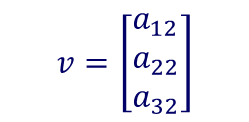 v = [a₁₂
a₂₂
a₃₂]